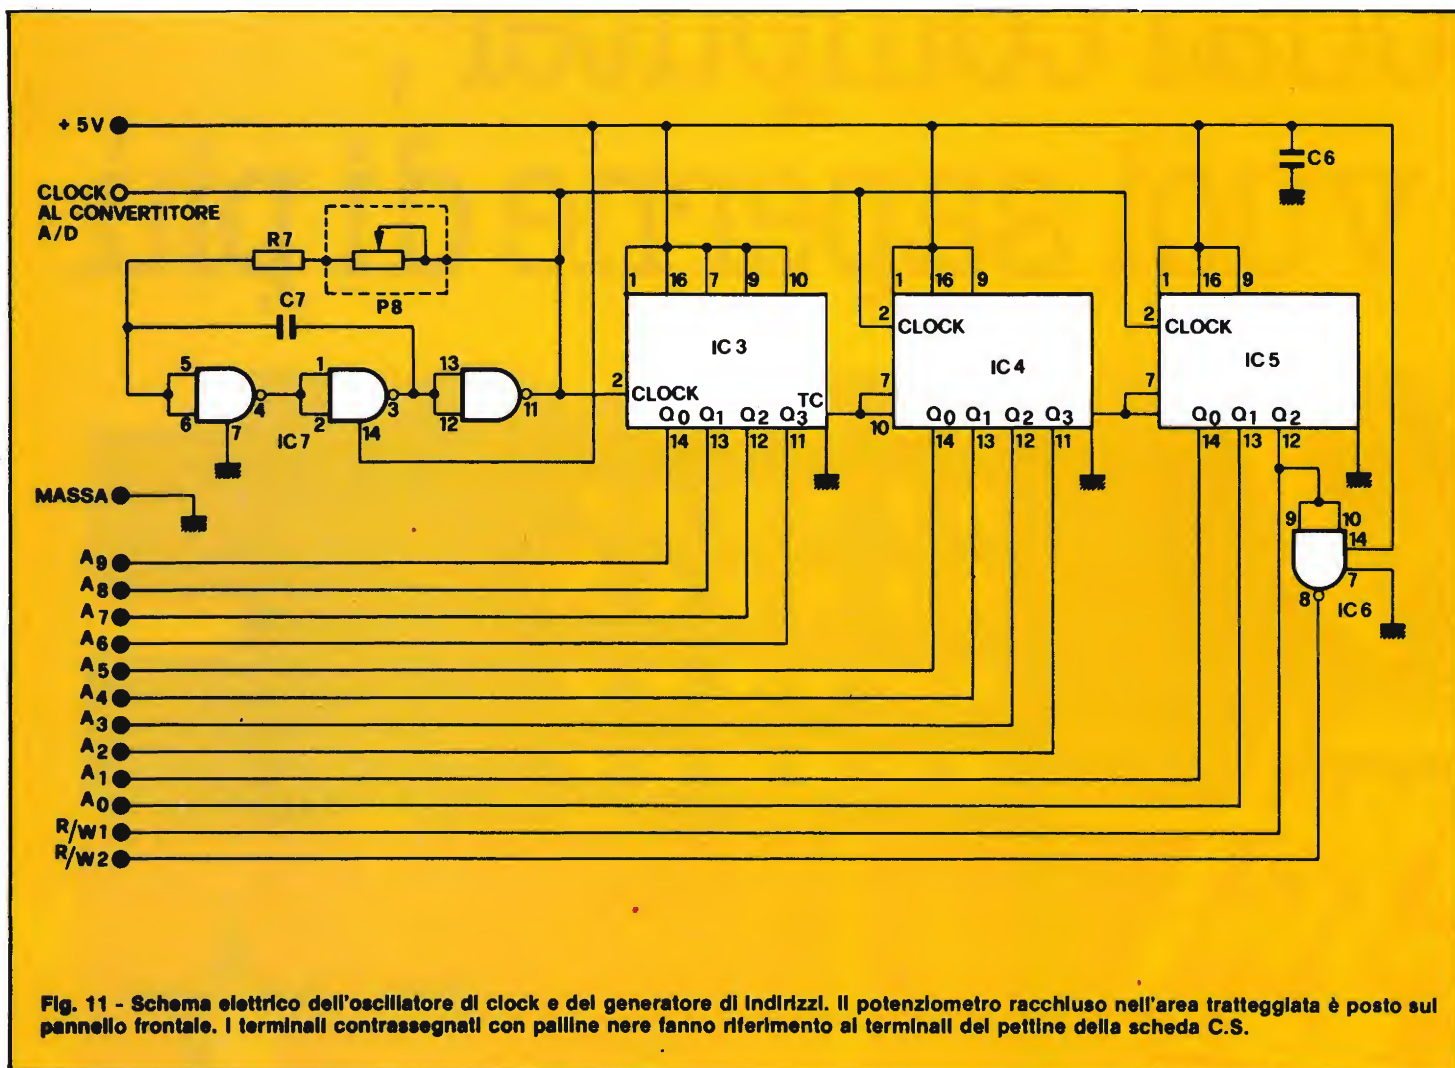 + 5V
CLOCK
AL CONVERTITORE
A/D
R7
P8
C7
C6
1 16 7 9 10
1 16 9
1 16 9
2 CLOCK
2 CLOCK
IC 3
IC 4
IC 5
5
6
4
7
1
2
3
14
IC7
13
12
11
2 CLOCK TC
7
10
7
Q0 Q1 Q2 Q3
14 13 12 11
Q0 Q1 Q2 Q3
14 13 12 11
Q0 Q1 Q2
14 13 12
9 10
14
7
8
IC 6
MASSA
A9
A8
A7
A6
A5
A4
A3
A2
A1
A0
R/W1
R/W2
Fig. 11 - Schema elettrico dell'oscillatore di clock e del generatore di indirizzi. Il potenziometro racchiuso nell'area tratteggiata è posto sul
pannello frontale. I terminali contrassegnati con palline nere fanno riferimento ai terminali del pettine della scheda C.S.